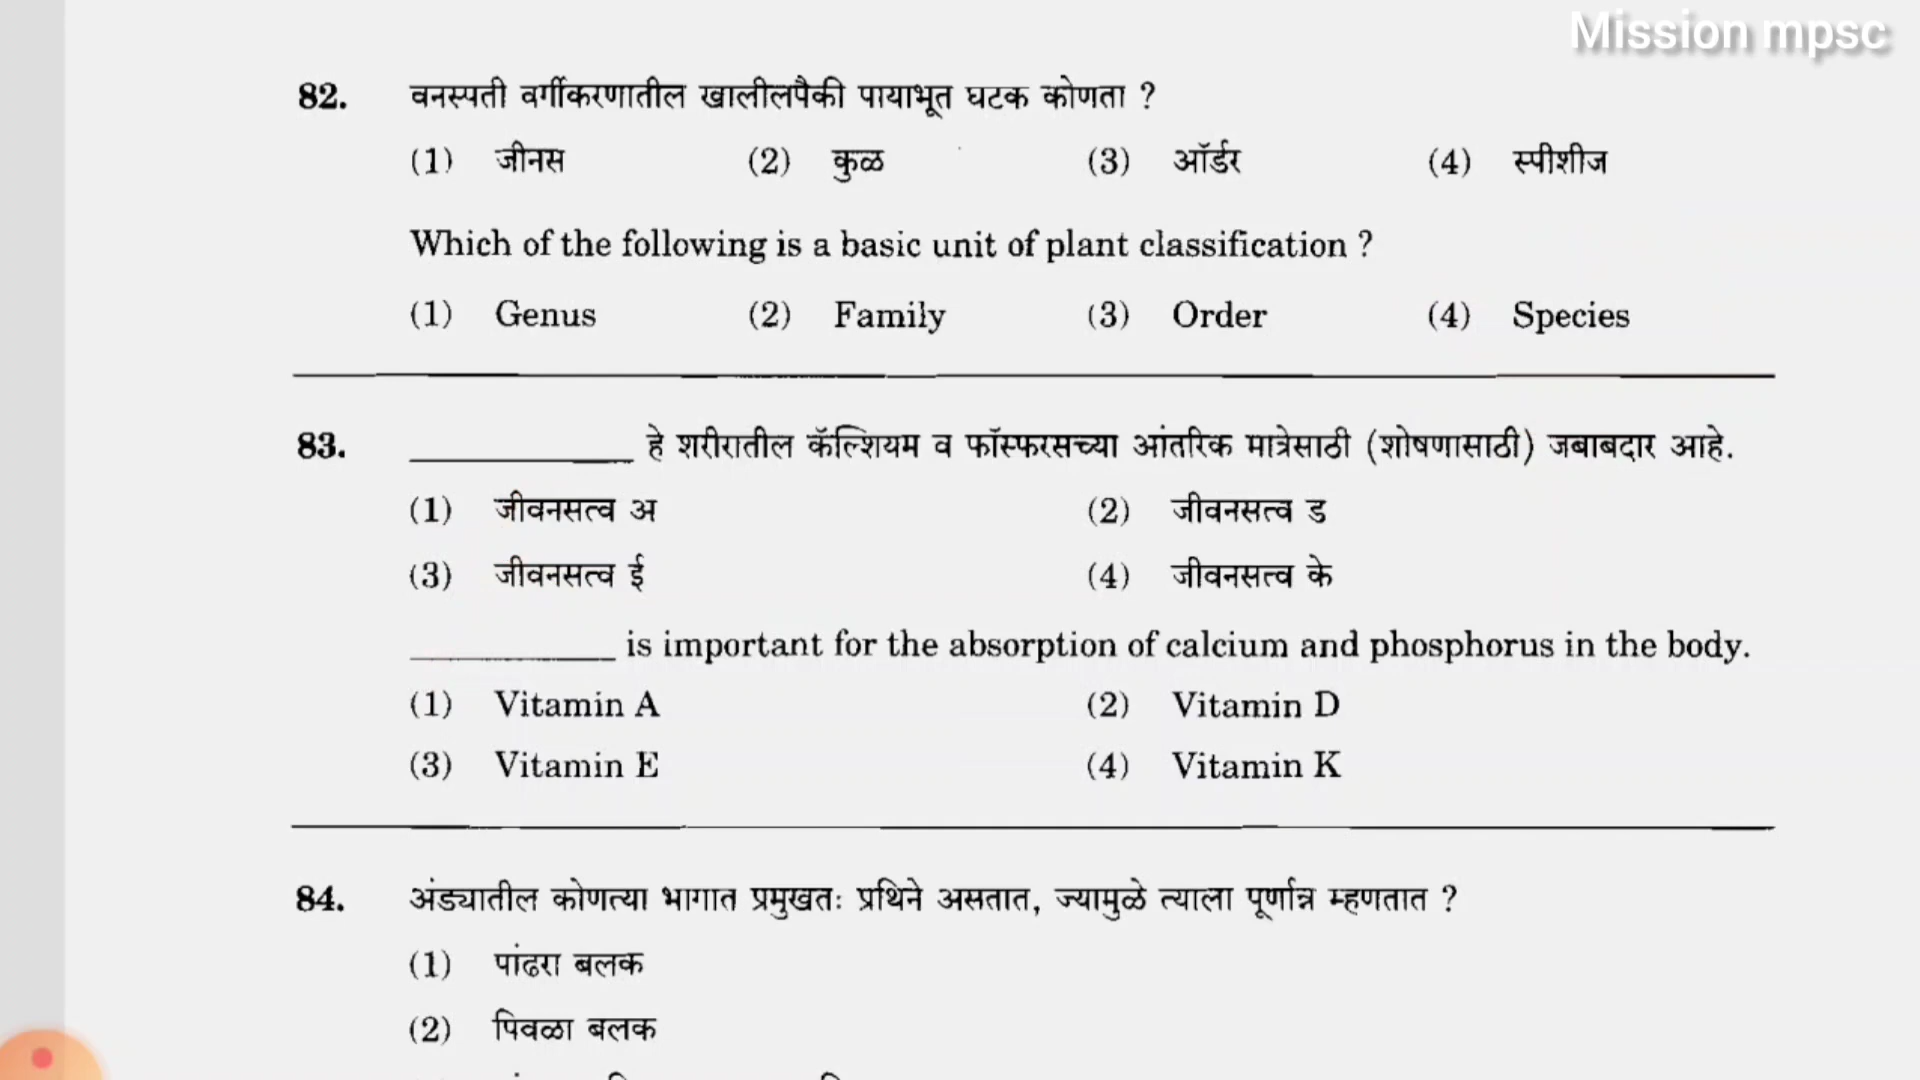 Mission mpsc
82. वनस्पती वर्गीकरणातील खालीलपैकी पायाभूत घटक कोणता ?
(1) जीनस (2) कुळ (3) ऑर्डर (4) स्पीशीज
Which of the following is a basic unit of plant classification ?
(1) Genus (2) Family (3) Order (4) Species
83. ________ हे शरीरातील कॅल्शियम व फॉस्फरसच्या आंतरिक मात्रेसाठी (शोषणासाठी) जबाबदार आहे.
(1) जीवनसत्व अ (2) जीवनसत्व ड
(3) जीवनसत्व ई (4) जीवनसत्व के
________ is important for the absorption of calcium and phosphorus in the body.
(1) Vitamin A (2) Vitamin D
(3) Vitamin E (4) Vitamin K
84. अंड्यातील कोणत्या भागात प्रमुखतः प्रथिने असतात, ज्यामुळे त्याला पूर्णान्न म्हणतात ?
(1) पांढरा बलक
(2) पिवळा बलक